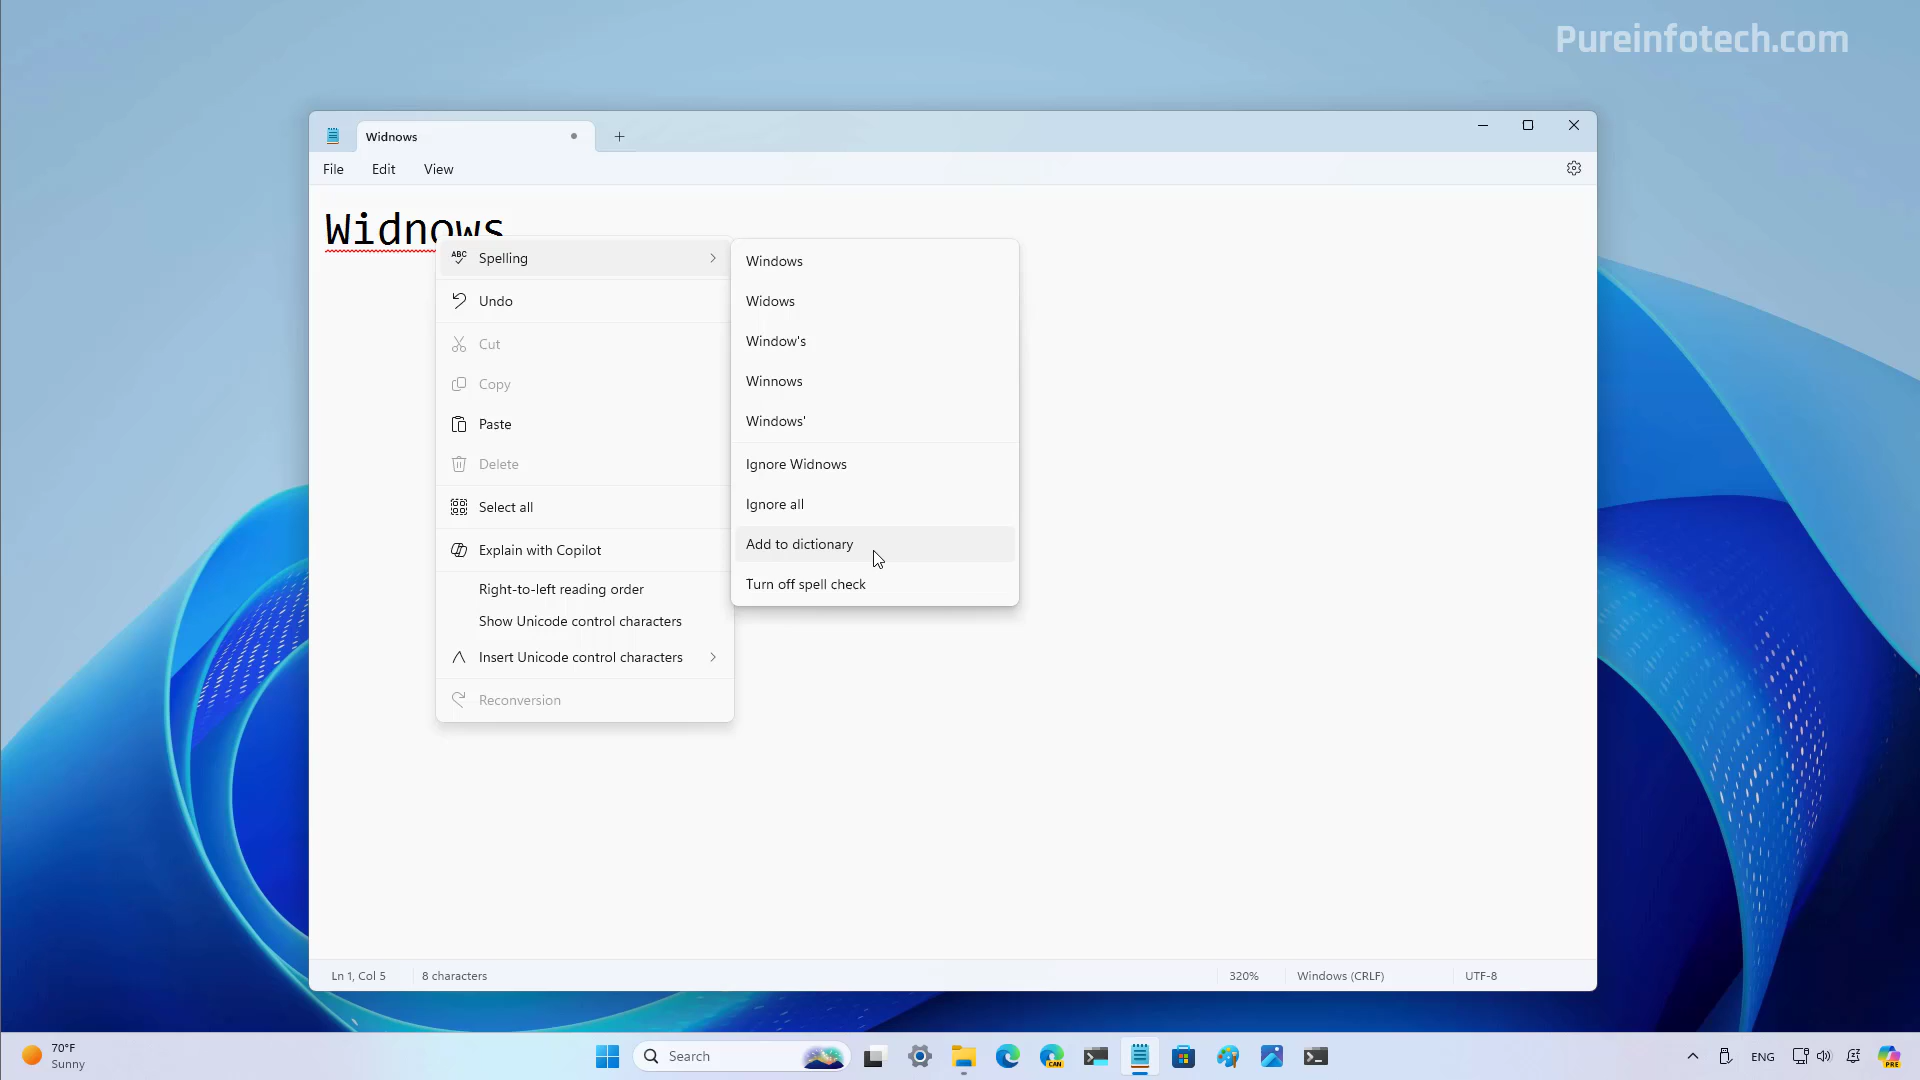 Pureinfotech.com
Widnows
File Edit View
Widnows
ABC Spelling
Undo
Cut
Copy
Paste
Delete
Select all
Explain with Copilot
Right-to-left reading order
Show Unicode control characters
Insert Unicode control characters
Reconversion
Windows
Widows
Window's
Winnows
Windows'
Ignore Widnows
Ignore all
Add to dictionary
Turn off spell check
Ln 1, Col 5 8 characters 320% Windows (CRLF) UTF-8
70°F
Sunny
Search
CAN
ENG
PRE